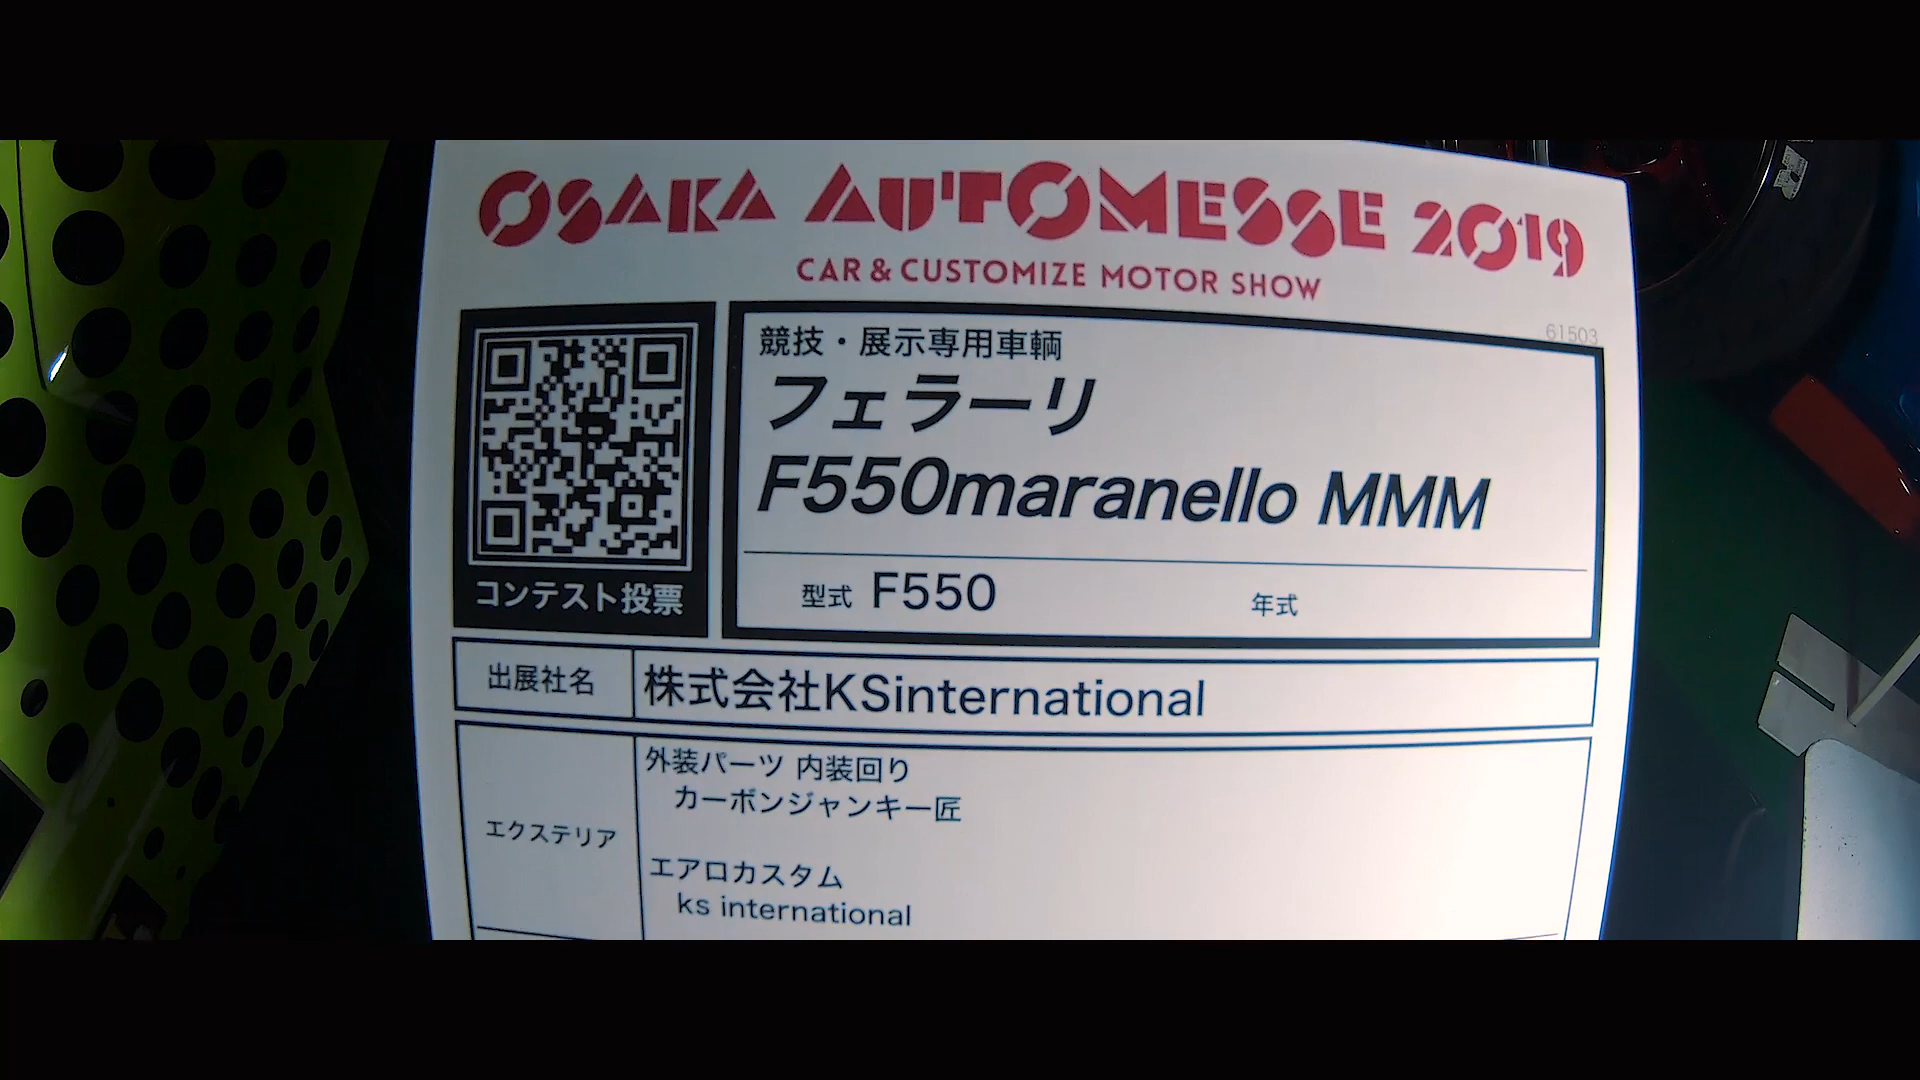 OSAKA AUTOMESSE 2019
CAR & CUSTOMIZE MOTOR SHOW
61503
競技・展示専用車輌
フェラーリ
F550maranello MMM
型式 F550 年式
コンテスト投票
出展社名 株式会社KSinternational
エクステリア
外装パーツ 内装回り
カーボンジャンキー匠
エアロカスタム
ks international